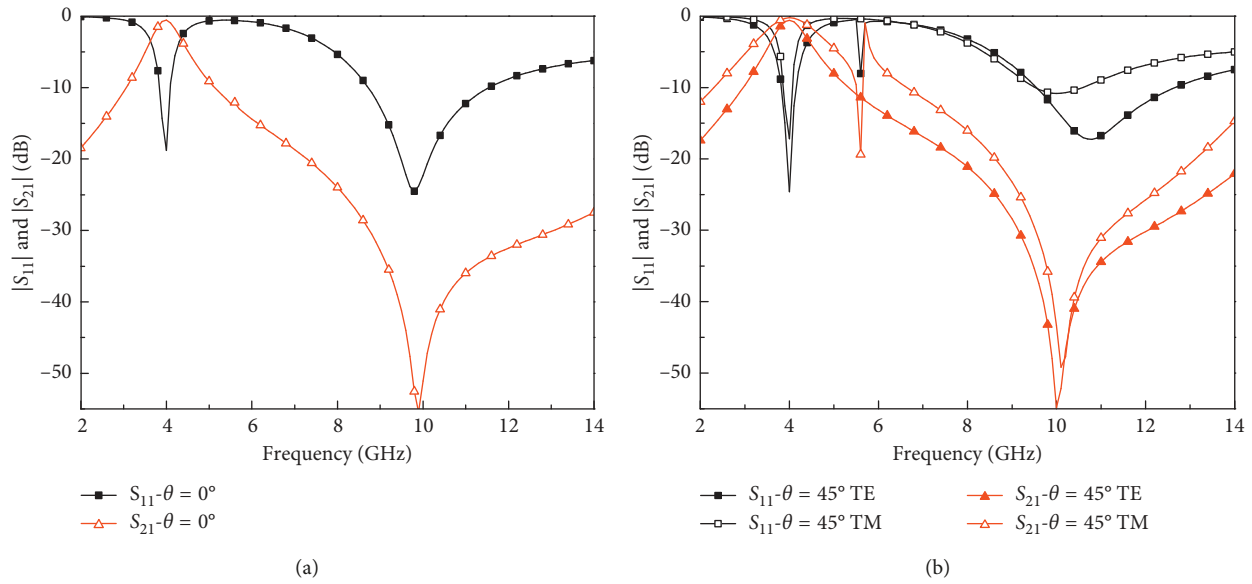 0
−10
−20
−30
−40
−50
|S11| and |S21| (dB)
2 4 6 8 10 12 14
Frequency (GHz)
S11-θ = 0°
S21-θ = 0°
(a)
0
−10
−20
−30
−40
−50
|S11| and |S21| (dB)
2 4 6 8 10 12 14
Frequency (GHz)
S11-θ = 45° TE
S11-θ = 45° TM
S21-θ = 45° TE
S21-θ = 45° TM
(b)